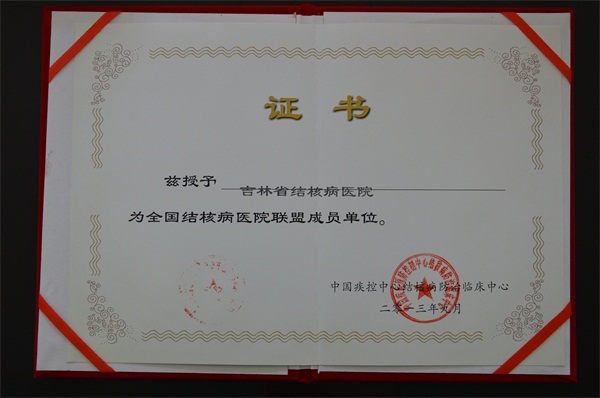 证书
兹授予 吉林省结核病医院
为全国结核病医院联盟成员单位。
中国疾控中心结核病防治临床中心
二零一三年九月